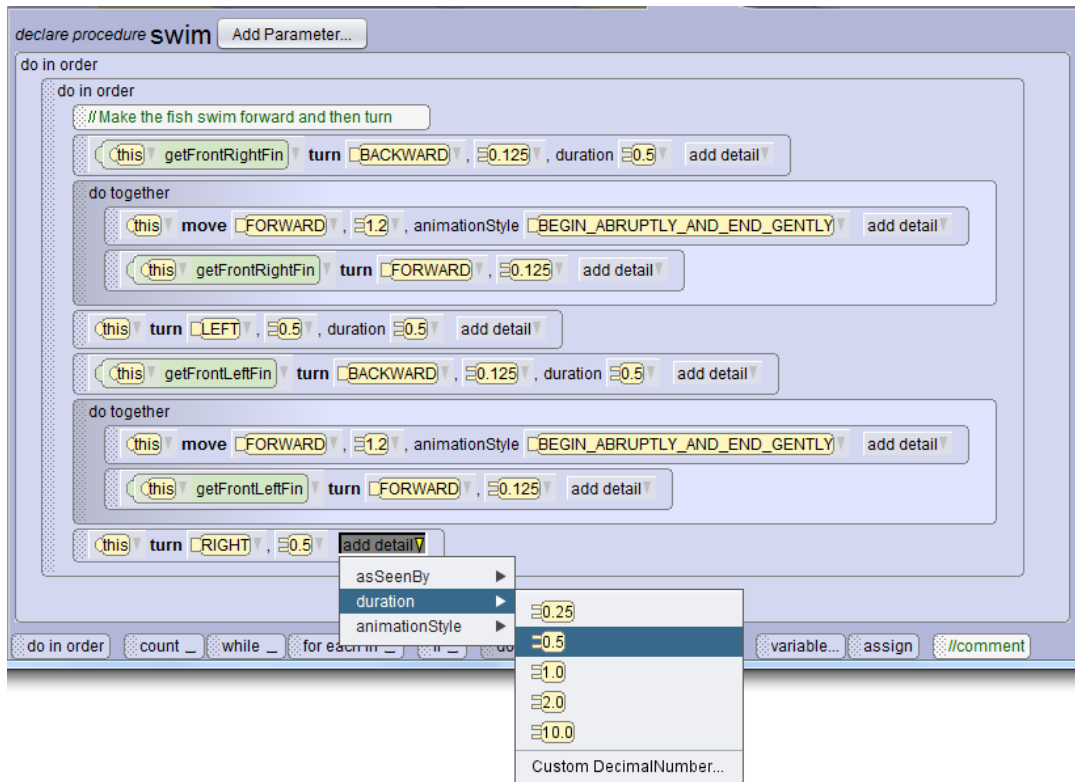 declare procedure swim Add Parameter...
do in order
do in order
//Make the fish swim forward and then turn
this getFrontRightFin turn BACKWARD , 0.125 , duration 0.5 add detail
do together
this move FORWARD , 1.2 , animationStyle BEGIN_ABRUPTLY_AND_END_GENTLY add detail
this getFrontRightFin turn FORWARD , 0.125 add detail
this turn LEFT , 0.5 , duration 0.5 add detail
this getFrontLeftFin turn BACKWARD , 0.125 , duration 0.5 add detail
do together
this move FORWARD , 1.2 , animationStyle BEGIN_ABRUPTLY_AND_END_GENTLY add detail
this getFrontLeftFin turn FORWARD , 0.125 add detail
this turn RIGHT , 0.5 add detail
asSeenBy
duration
animationStyle
0.25
0.5
1.0
2.0
10.0
Custom DecimalNumber...
do in order count _ while _ for each in _ variable... assign //comment